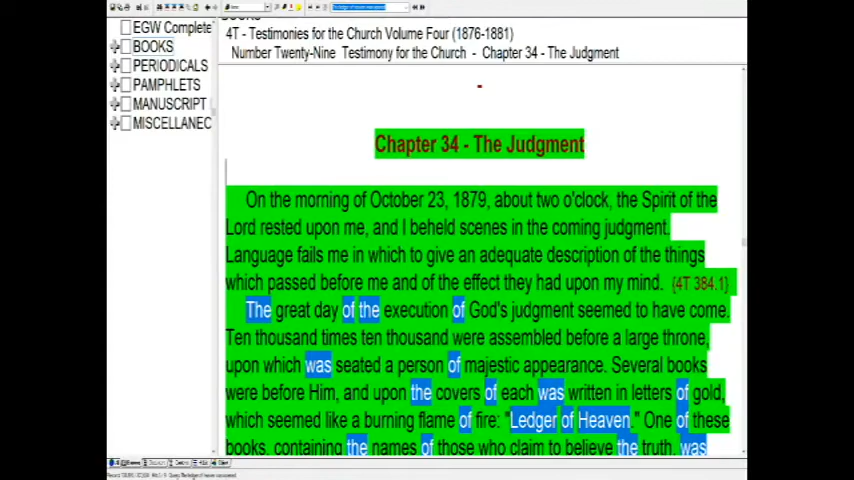 EGW Complete
BOOKS
PERIODICALS
PAMPHLETS
MANUSCRIPT
MISCELLANEC
4T - Testimonies for the Church Volume Four (1876-1881)
Number Twenty-Nine Testimony for the Church - Chapter 34 - The Judgment
-
Chapter 34 - The Judgment
On the morning of October 23, 1879, about two o'clock, the Spirit of the
Lord rested upon me, and I beheld scenes in the coming judgment.
Language fails me in which to give an adequate description of the things
which passed before me and of the effect they had upon my mind. {4T 384.1}
The great day of the execution of God's judgment seemed to have come.
Ten thousand times ten thousand were assembled before a large throne,
upon which was seated a person of majestic appearance. Several books
were before Him, and upon the covers of each was written in letters of gold,
which seemed like a burning flame of fire: "Ledger of Heaven." One of these
books, containing the names of those who claim to believe the truth, was